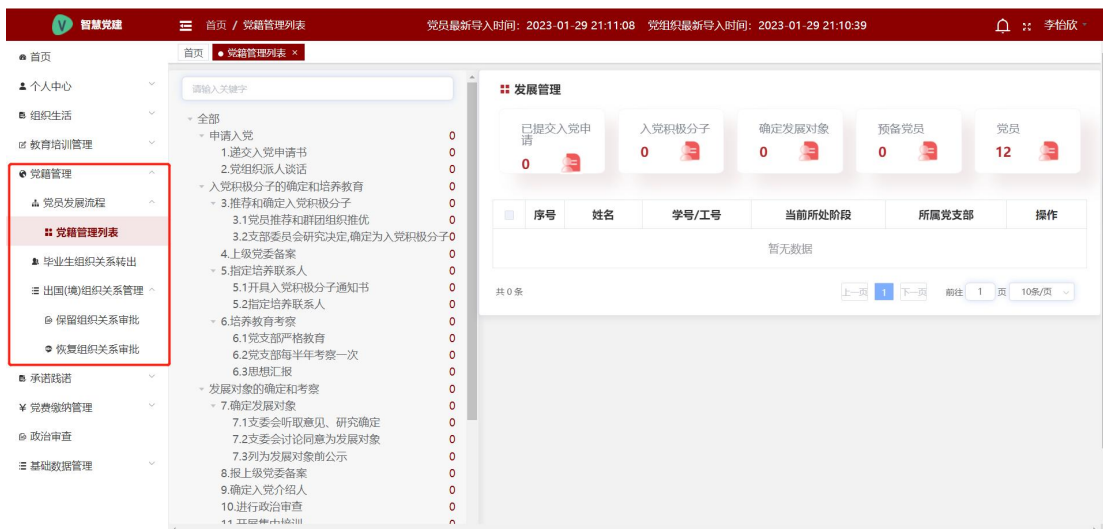 智慧党建
首页 / 党籍管理列表
党员最新导入时间：2023-01-29 21:11:08 党组织最新导入时间：2023-01-29 21:10:39
李怡欣
首页
个人中心
组织生活
教育培训管理
党籍管理
党员发展流程
党籍管理列表
毕业生组织关系转出
出国(境)组织关系管理
保留组织关系审批
恢复组织关系审批
承诺践诺
党费缴纳管理
政治审查
基础数据管理
首页 党籍管理列表 ×
请输入关键字
全部
申请入党 0
1.递交入党申请书 0
2.党组织派人谈话 0
入党积极分子的确定和培养教育 0
3.推荐和确定入党积极分子 0
3.1党员推荐和群团组织推优 0
3.2支部委员会研究决定,确定为入党积极分子0
4.上级党委备案 0
5.指定培养联系人 0
5.1开具入党积极分子通知书 0
5.2指定培养联系人 0
6.培养教育考察 0
6.1党支部严格教育 0
6.2党支部每半年考察一次 0
6.3思想汇报 0
发展对象的确定和考察 0
7.确定发展对象 0
7.1支委会听取意见、研究确定 0
7.2支委会讨论同意为发展对象 0
7.3列为发展对象前公示 0
8.报上级党委备案 0
9.确定入党介绍人 0
10.进行政治审查 0
11.开展集中培训 0
发展管理
已提交入党申
请
0
入党积极分子
0
确定发展对象
0
预备党员
0
党员
12
序号 姓名 学号/工号 当前所处阶段 所属党支部 操作
暂无数据
共 0 条 上一页 1 下一页 前往 1 页 10条/页